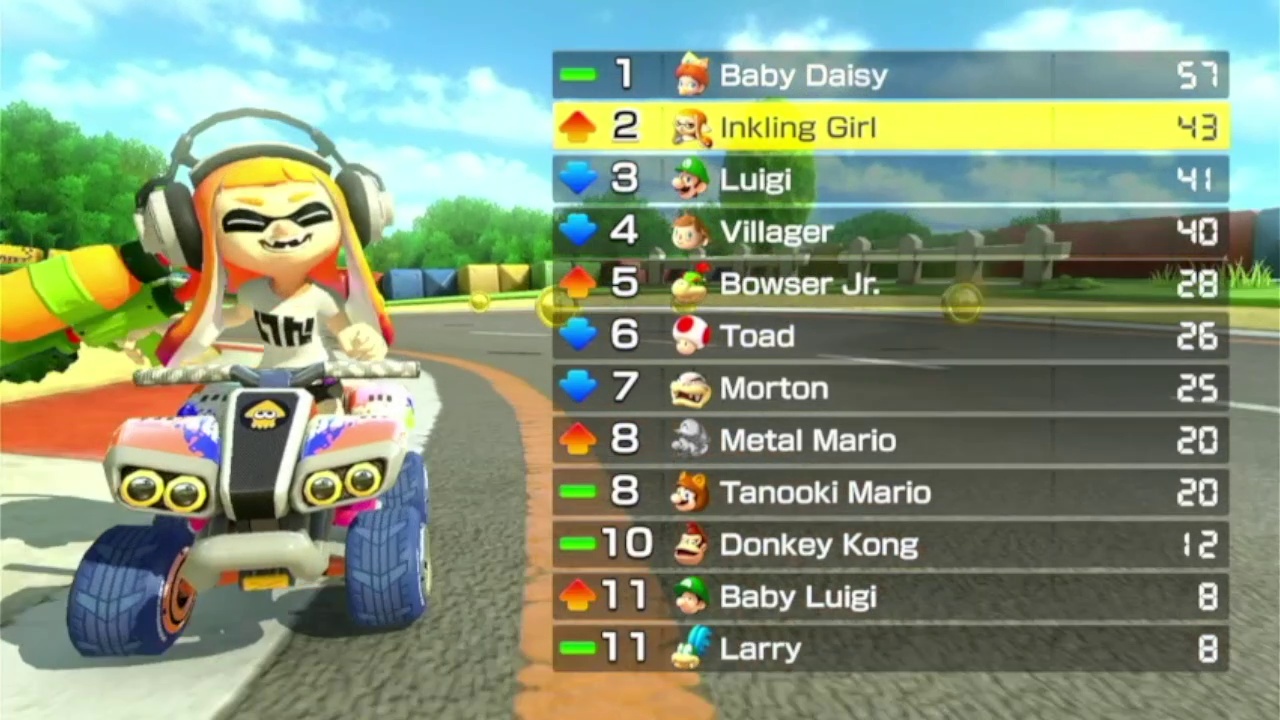 1 Baby Daisy 57
2 Inkling Girl 43
3 Luigi 41
4 Villager 40
5 Bowser Jr. 28
6 Toad 26
7 Morton 25
8 Metal Mario 20
8 Tanooki Mario 20
10 Donkey Kong 12
11 Baby Luigi 8
11 Larry 8